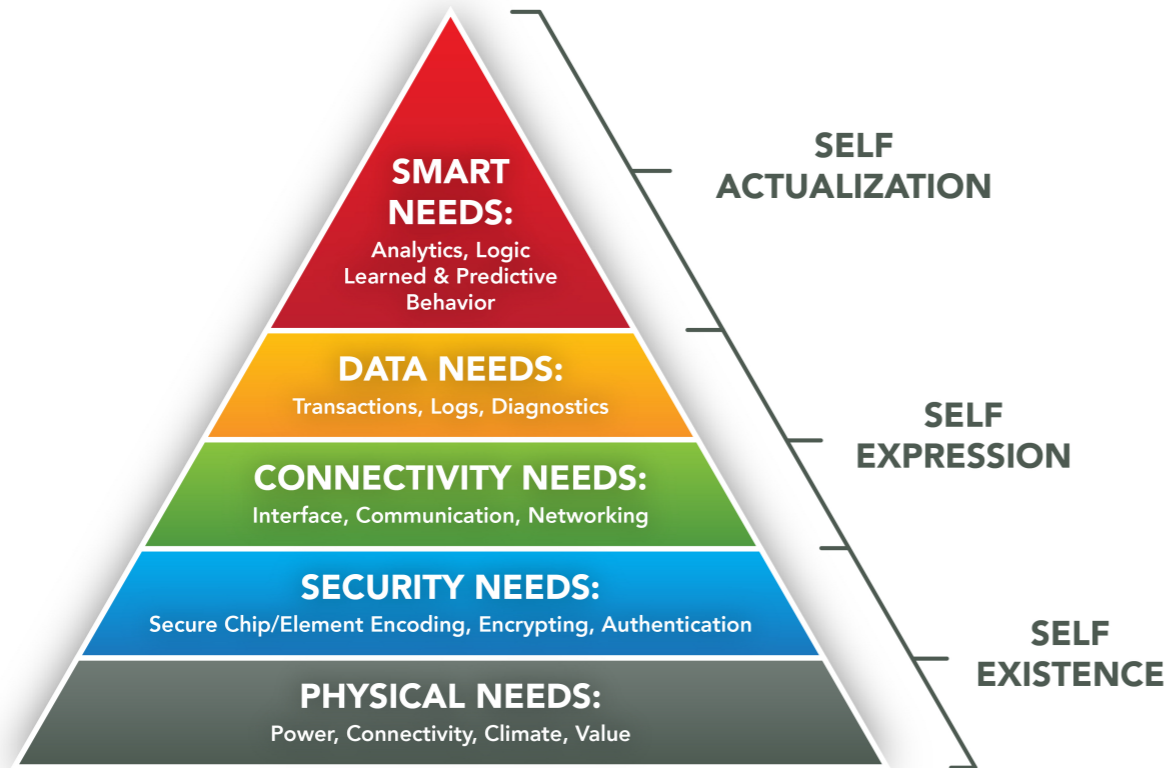 SMART
NEEDS:
Analytics, Logic
Learned & Predictive
Behavior
SELF
ACTUALIZATION
DATA NEEDS:
Transactions, Logs, Diagnostics
CONNECTIVITY NEEDS:
Interface, Communication, Networking
SELF
EXPRESSION
SECURITY NEEDS:
Secure Chip/Element Encoding, Encrypting, Authentication
PHYSICAL NEEDS:
Power, Connectivity, Climate, Value
SELF
EXISTENCE